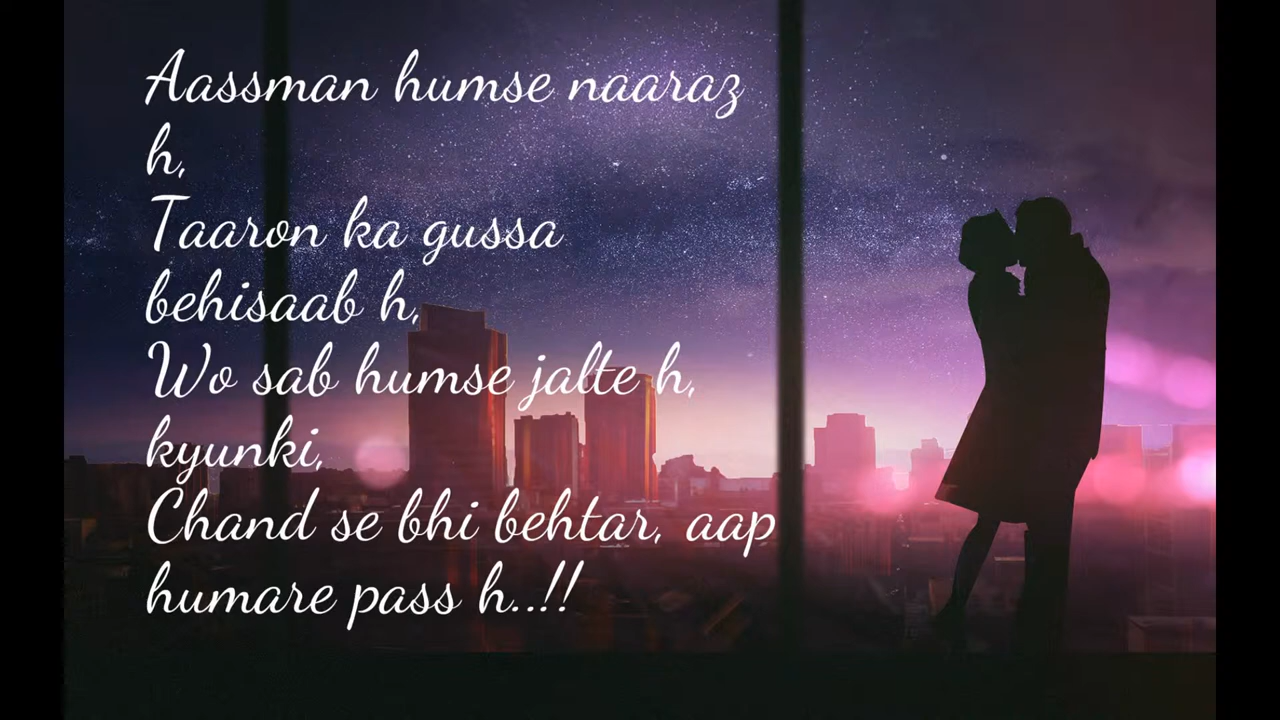 Aassman humse naaraz
h,
Taaron ka gussa
behisaab h,
Wo sab humse jalte h,
kyunki,
Chand se bhi behtar, aap
humare pass h..!!